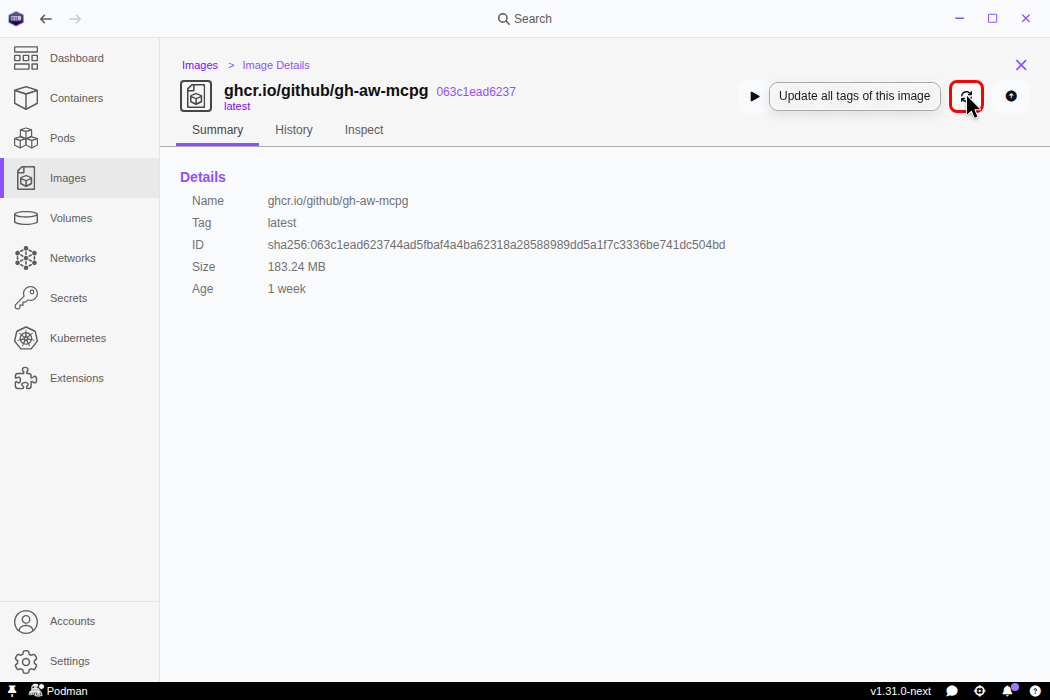 Search
Dashboard
Containers
Pods
Images
Volumes
Networks
Secrets
Kubernetes
Extensions
Accounts
Settings
Images > Image Details
ghcr.io/github/gh-aw-mcpg 063c1ead6237
latest
Update all tags of this image
Summary History Inspect
Details
Name ghcr.io/github/gh-aw-mcpg
Tag latest
ID sha256:063c1ead623744ad5fbaf4a4ba62318a28588989dd5a1f7c3336be741dc504bd
Size 183.24 MB
Age 1 week
Podman v1.31.0-next